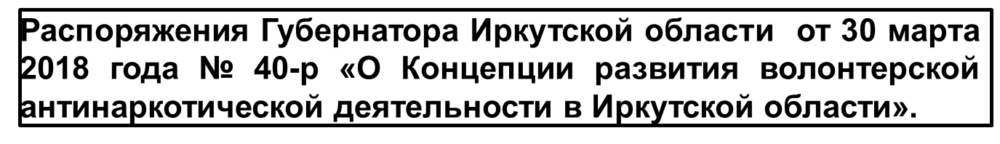 Распоряжения Губернатора Иркутской области от 30 марта
2018 года № 40-р «О Концепции развития волонтерской
антинаркотической деятельности в Иркутской области».